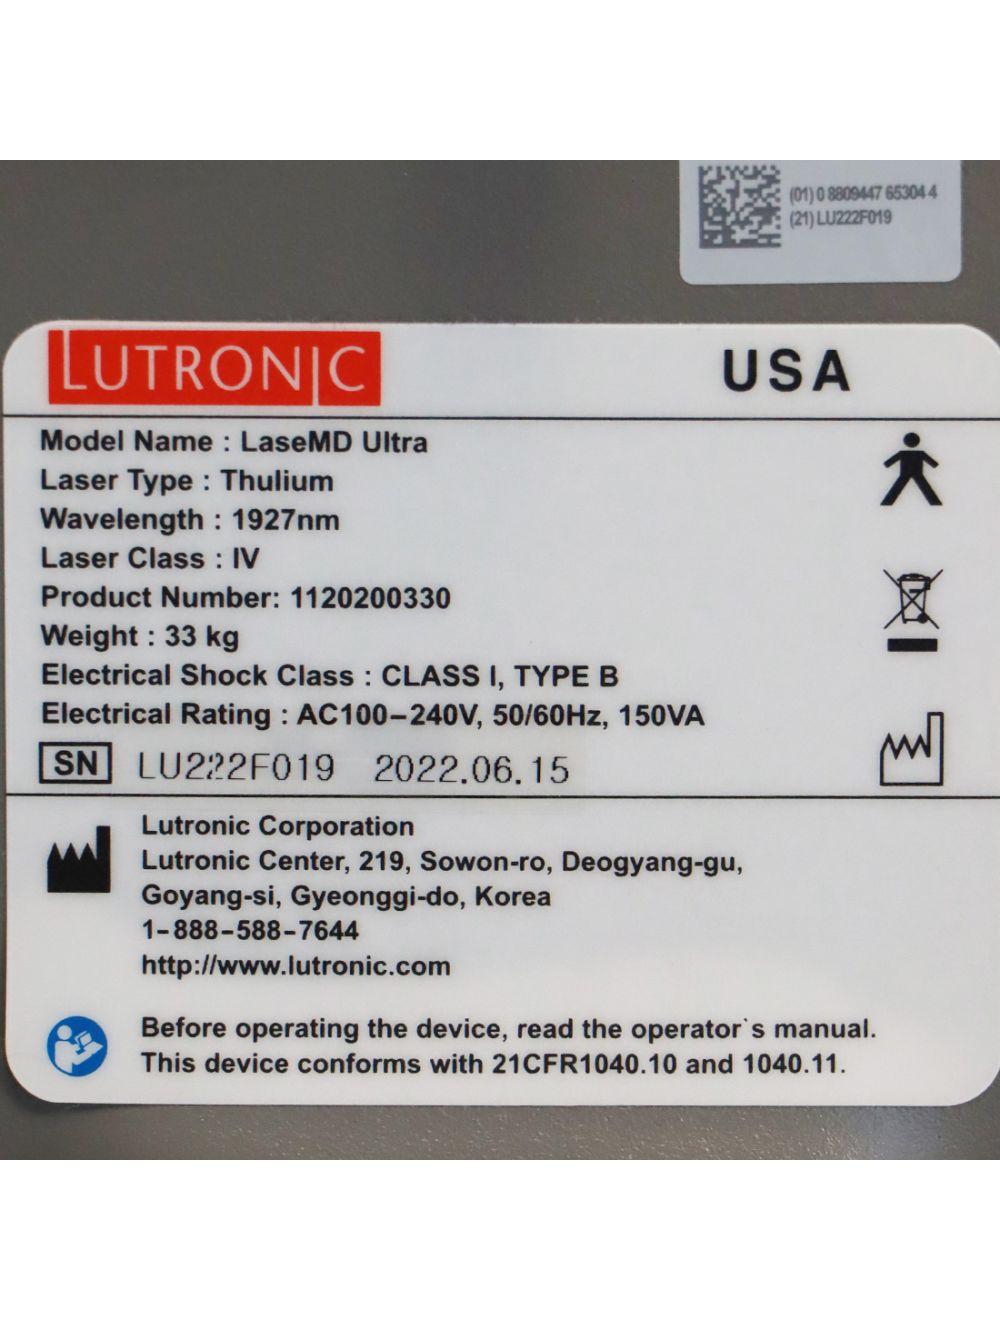 (01) 0 8809447 65304 4
(21) LU222F019
LUTRONIC
USA
Model Name : LaseMD Ultra
Laser Type : Thulium
Wavelength : 1927nm
Laser Class : IV
Product Number: 1120200330
Weight : 33 kg
Electrical Shock Class : CLASS I, TYPE B
Electrical Rating : AC100-240V, 50/60Hz, 150VA
SN LU222F019 2022.06.15
Lutronic Corporation
Lutronic Center, 219, Sowon-ro, Deogyang-gu,
Goyang-si, Gyeonggi-do, Korea
1-888-588-7644
http://www.lutronic.com
Before operating the device, read the operator`s manual.
This device conforms with 21CFR1040.10 and 1040.11.